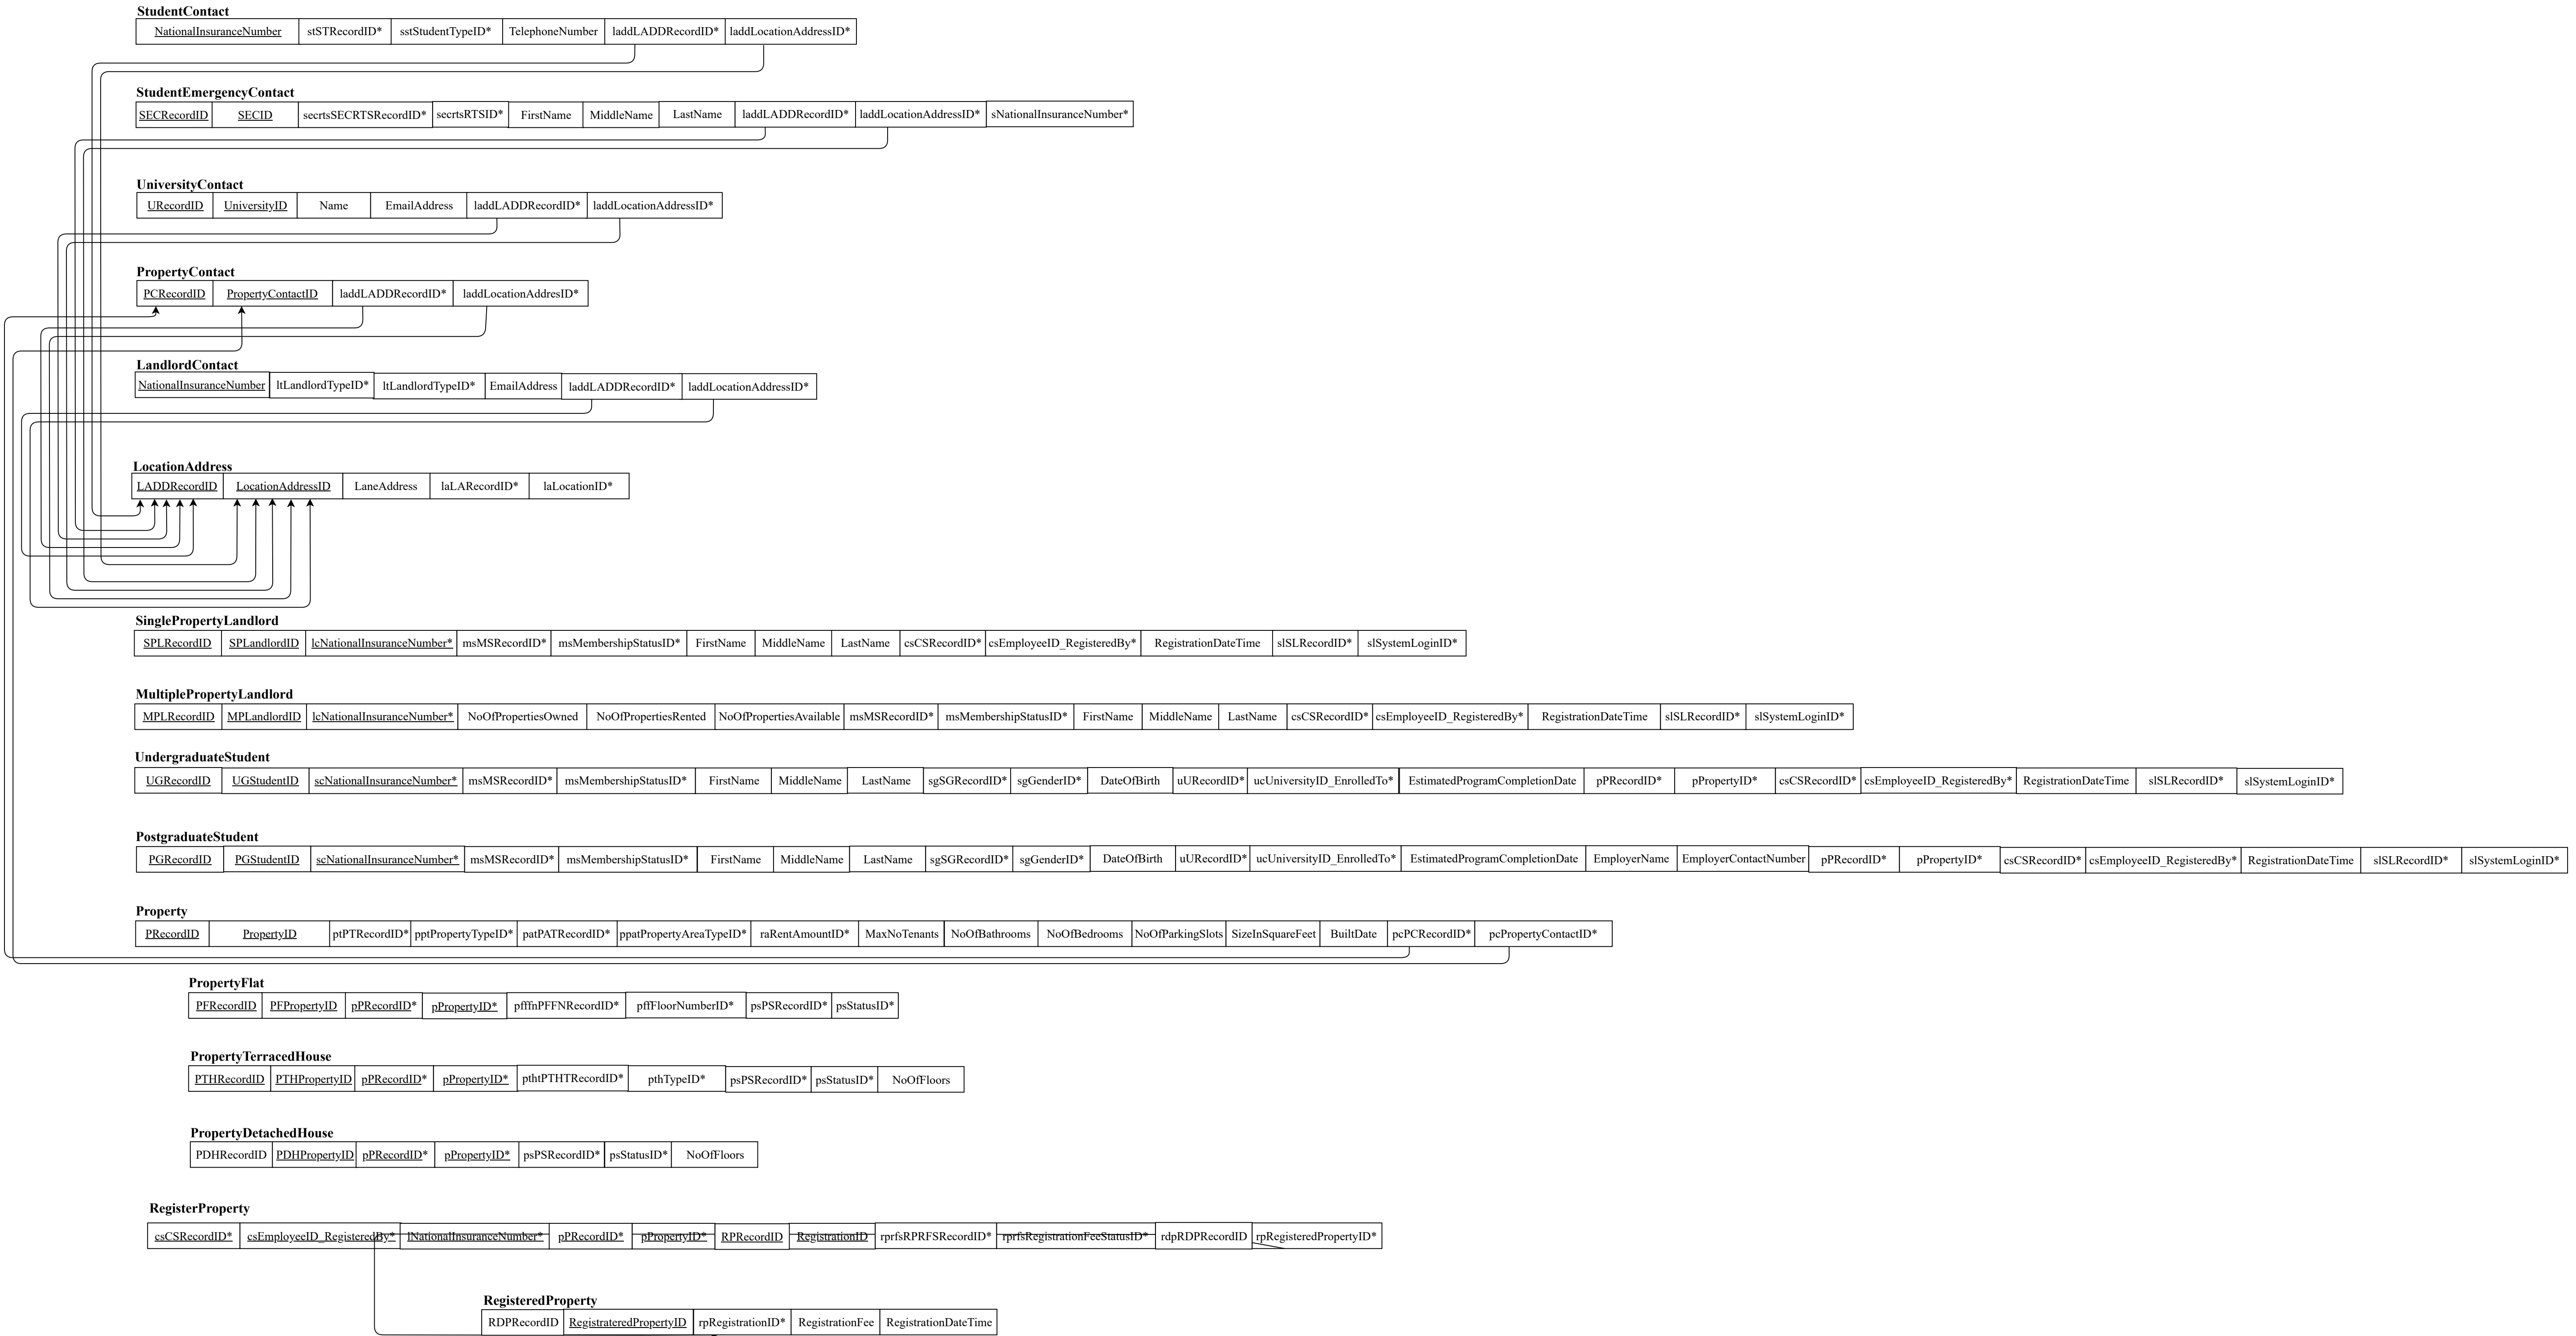 StudentContact
NationalInsuranceNumber stSTRecordID* sstStudentTypeID* TelephoneNumber laddLADDRecordID* laddLocationAddressID*
StudentEmergencyContact
SECRecordID SECID secrtsSECRTSRecordID* secrtsRTSID* FirstName MiddleName LastName laddLADDRecordID* laddLocationAddressID* sNationalInsuranceNumber*
UniversityContact
URecordID UniversityID Name EmailAddress laddLADDRecordID* laddLocationAddressID*
PropertyContact
PCRecordID PropertyContactID laddLADDRecordID* laddLocationAddresID*
LandlordContact
NationalInsuranceNumber ltLandlordTypeID* ltLandlordTypeID* EmailAddress laddLADDRecordID* laddLocationAddressID*
LocationAddress
LADDRecordID LocationAddressID LaneAddress laLARecordID* laLocationID*
SinglePropertyLandlord
SPLRecordID SPLandlordID lcNationalInsuranceNumber* msMSRecordID* msMembershipStatusID* FirstName MiddleName LastName csCSRecordID* csEmployeeID_RegisteredBy* RegistrationDateTime slSLRecordID* slSystemLoginID*
MultiplePropertyLandlord
MPLRecordID MPLandlordID lcNationalInsuranceNumber* NoOfPropertiesOwned NoOfPropertiesRented NoOfPropertiesAvailable msMSRecordID* msMembershipStatusID* FirstName MiddleName LastName csCSRecordID* csEmployeeID_RegisteredBy* RegistrationDateTime slSLRecordID* slSystemLoginID*
UndergraduateStudent
UGRecordID UGStudentID scNationalInsuranceNumber* msMSRecordID* msMembershipStatusID* FirstName MiddleName LastName sgSGRecordID* sgGenderID* DateOfBirth uURecordID* ucUniversityID_EnrolledTo* EstimatedProgramCompletionDate pPRecordID* pPropertyID* csCSRecordID* csEmployeeID_RegisteredBy* RegistrationDateTime slSLRecordID* slSystemLoginID*
PostgraduateStudent
PGRecordID PGStudentID scNationalInsuranceNumber* msMSRecordID* msMembershipStatusID* FirstName MiddleName LastName sgSGRecordID* sgGenderID* DateOfBirth uURecordID* ucUniversityID_EnrolledTo* EstimatedProgramCompletionDate EmployerName EmployerContactNumber pPRecordID* pPropertyID* csCSRecordID* csEmployeeID_RegisteredBy* RegistrationDateTime slSLRecordID* slSystemLoginID*
Property
PRecordID PropertyID ptPTRecordID* pptPropertyTypeID* patPATRecordID* ppatPropertyAreaTypeID* raRentAmountID* MaxNoTenants NoOfBathrooms NoOfBedrooms NoOfParkingSlots SizeInSquareFeet BuiltDate pcPCRecordID* pcPropertyContactID*
PropertyFlat
PFRecordID PFPropertyID pPRecordID* pPropertyID* pfffnPFFNRecordID* pffFloorNumberID* psPSRecordID* psStatusID*
PropertyTerracedHouse
PTHRecordID PTHPropertyID pPRecordID* pPropertyID* pthtPTHTRecordID* pthTypeID* psPSRecordID* psStatusID* NoOfFloors
PropertyDetachedHouse
PDHRecordID PDHPropertyID pPRecordID* pPropertyID* psPSRecordID* psStatusID* NoOfFloors
RegisterProperty
csCSRecordID* csEmployeeID_RegisteredBy* lNationalInsuranceNumber* pPRecordID* pPropertyID* RPRecordID RegistrationID rprfsRPRFSRecordID* rprfsRegistrationFeeStatusID* rdpRDPRecordID rpRegisteredPropertyID*
RegisteredProperty
RDPRecordID RegistrateredPropertyID rpRegistrationID* RegistrationFee RegistrationDateTime